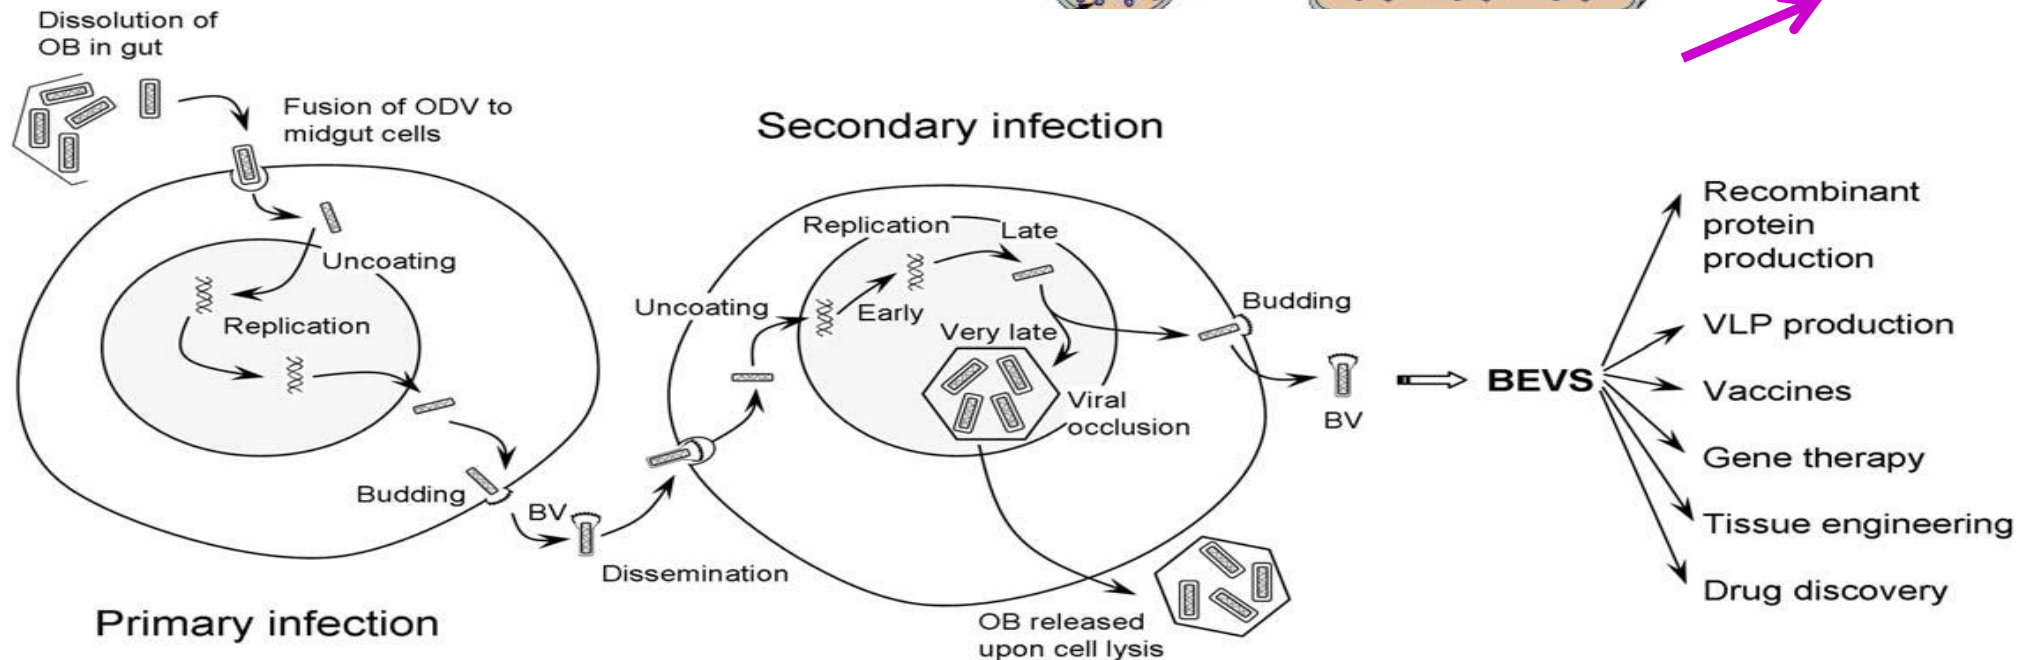 Dissolution of
OB in gut
Fusion of ODV to
midgut cells
Uncoating
Replication
Budding
BV
Dissemination
Primary infection
Secondary infection
Replication
Late
Uncoating
Early
Very late
Viral
occlusion
Budding
BV
OB released
upon cell lysis
BEVS
Recombinant
protein
production
VLP production
Vaccines
Gene therapy
Tissue engineering
Drug discovery